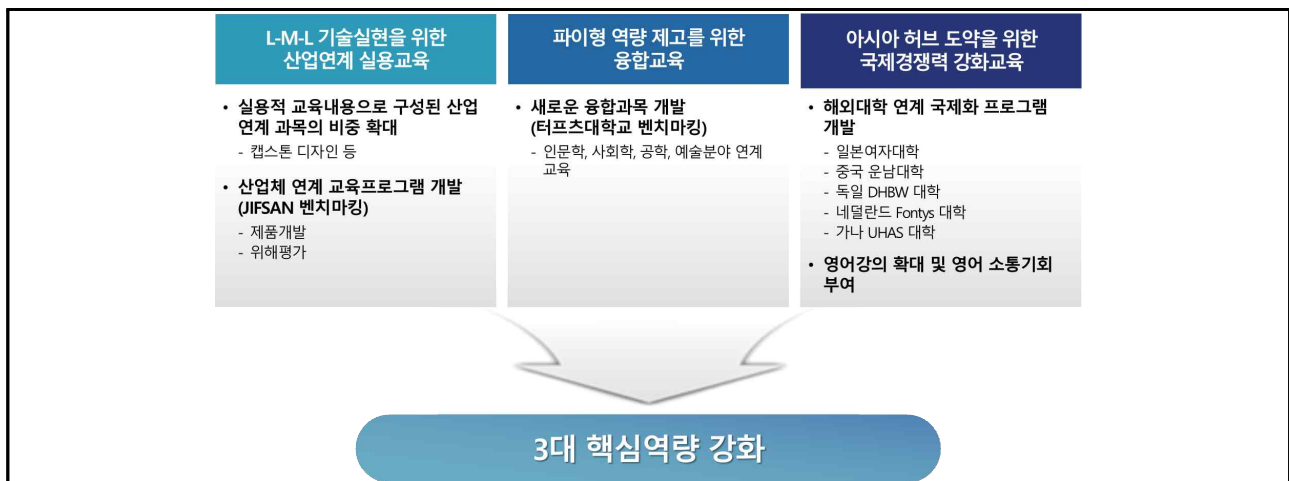 L-M-L 기술실현을 위한
산업연계 실용교육
• 실용적 교육내용으로 구성된 산업
연계 과목의 비중 확대
- 캡스톤 디자인 등
• 산업체 연계 교육프로그램 개발
(JIFSAN 벤치마킹)
- 제품개발
- 위해평가
파이형 역량 제고를 위한
융합교육
• 새로운 융합과목 개발
(터프츠대학교 벤치마킹)
- 인문학, 사회학, 공학, 예술분야 연계
교육
아시아 허브 도약을 위한
국제경쟁력 강화교육
• 해외대학 연계 국제화 프로그램
개발
- 일본여자대학
- 중국 운남대학
- 독일 DHBW 대학
- 네덜란드 Fontys 대학
- 가나 UHAS 대학
• 영어강의 확대 및 영어 소통기회
부여
3대 핵심역량 강화